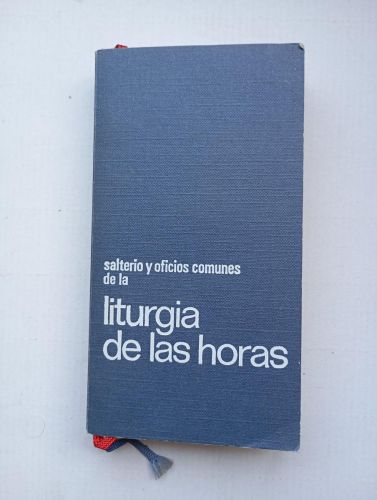 salterio y oficios comunes
de la
liturgia
de las horas